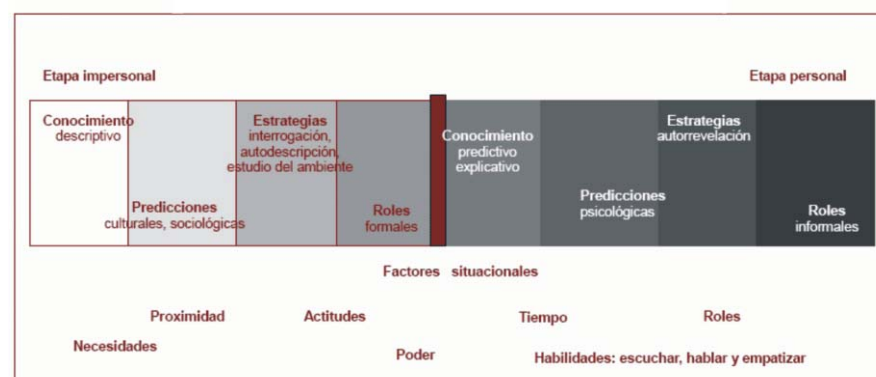 Etapa impersonal
Etapa personal
Conocimiento
descriptivo
Predicciones
culturales, sociológicas
Estrategias
interrogación,
autodescripción,
estudio del ambiente
Roles
formales
Conocimiento
predictivo
explicativo
Predicciones
psicológicas
Estrategias
autorrevelación
Roles
informales
Factores situacionales
Proximidad
Actitudes
Tiempo
Roles
Necesidades
Poder
Habilidades: escuchar, hablar y empatizar